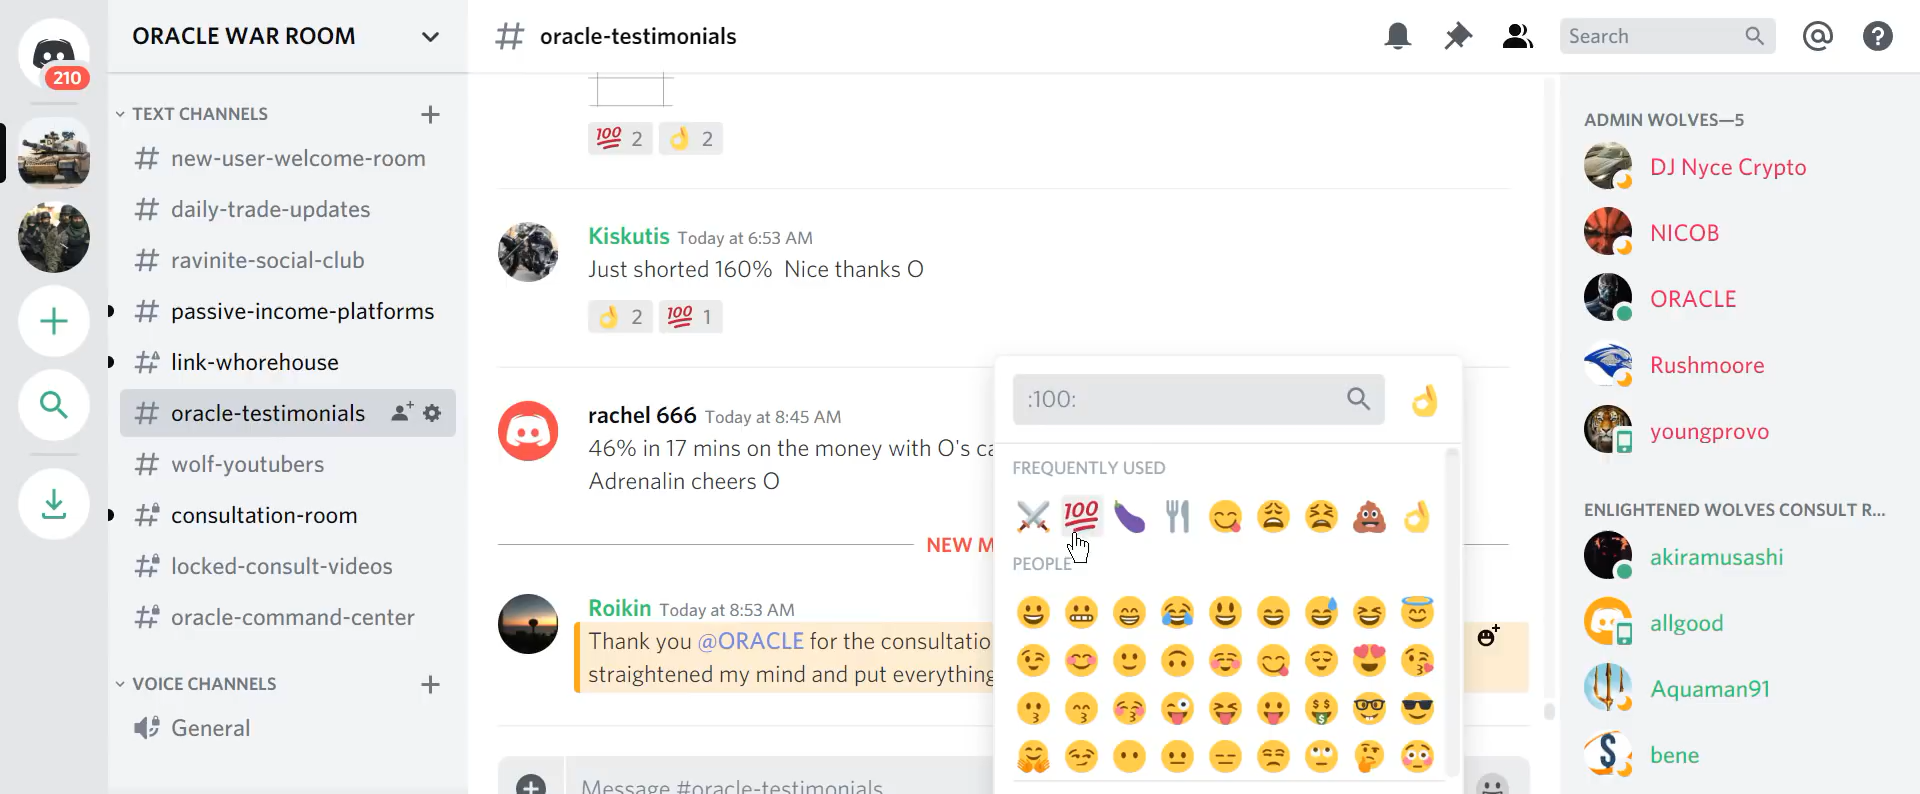 210
ORACLE WAR ROOM
TEXT CHANNELS
new-user-welcome-room
daily-trade-updates
ravinite-social-club
passive-income-platforms
link-whorehouse
oracle-testimonials
wolf-youtubers
consultation-room
locked-consult-videos
oracle-command-center
VOICE CHANNELS
General
# oracle-testimonials
Search
💯 2 👌 2
Kiskutis Today at 6:53 AM
Just shorted 160% Nice thanks O
👌 2 💯 1
rachel 666 Today at 8:45 AM
46% in 17 mins on the money with O's ca
Adrenalin cheers O
NEW M
Roikin Today at 8:53 AM
Thank you @ORACLE for the consultatio
straightened my mind and put everything
Message #oracle-testimonials
:100:
FREQUENTLY USED
PEOPLE
ADMIN WOLVES—5
DJ Nyce Crypto
NICOB
ORACLE
Rushmoore
youngprovo
ENLIGHTENED WOLVES CONSULT R...
akiramusashi
allgood
Aquaman91
bene